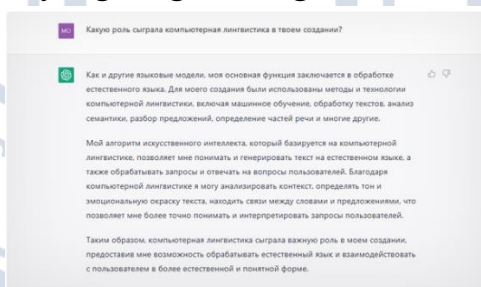 МО
Какую роль сыграла компьютерная лингвистика в твоем создании?
Как и другие языковые модели, моя основная функция заключается в обработке
естественного языка. Для моего создания были использованы методы и технологии
компьютерной лингвистики, включая машинное обучение, обработку текстов, анализ
семантики, разбор предложений, определение частей речи и многие другие.
Мой алгоритм искусственного интеллекта, который базируется на компьютерной
лингвистике, позволяет мне понимать и генерировать текст на естественном языке, а
также обрабатывать запросы и отвечать на вопросы пользователей. Благодаря
компьютерной лингвистике я могу анализировать контекст, определять тон и
эмоциональную окраску текста, находить связи между словами и предложениями, что
позволяет мне более точно понимать и интерпретировать запросы пользователей.
Таким образом, компьютерная лингвистика сыграла важную роль в моем создании,
предоставив мне возможность обрабатывать естественный язык и взаимодействовать
с пользователем в более естественной и понятной форме.